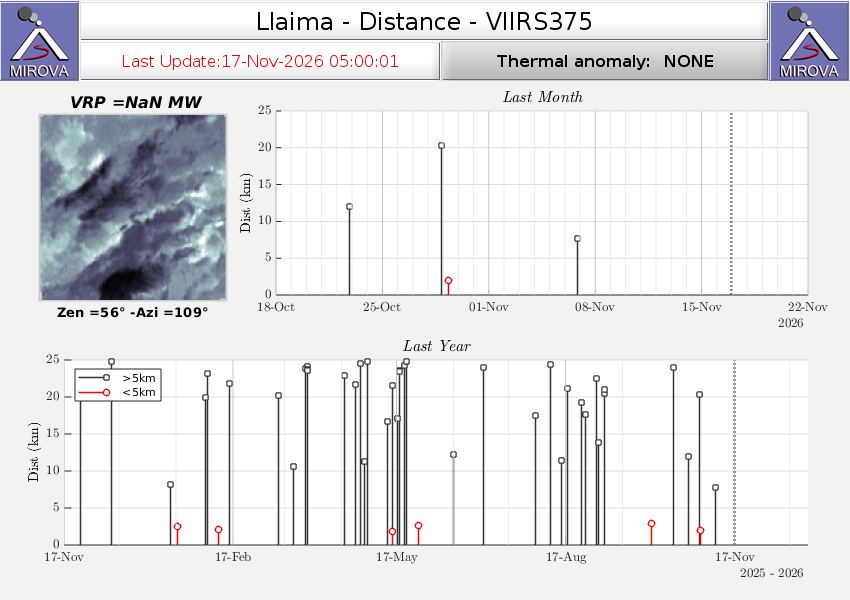 Llaima - Distance - VIIRS375
MIROVA
Last Update:17-Nov-2026 05:00:01
Thermal anomaly: NONE
MIROVA
VRP =NaN MW
Zen =56° -Azi =109°
Last Month
Dist (km)
25
20
15
10
5
0
18-Oct
25-Oct
01-Nov
08-Nov
15-Nov
22-Nov
2026
Last Year
Dist (km)
25
20
15
10
5
0
>5km
<5km
17-Nov
17-Feb
17-May
17-Aug
17-Nov
2025 - 2026